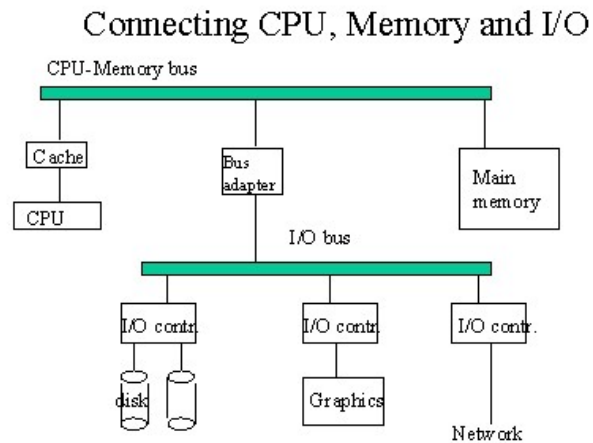 Connecting CPU, Memory and I/O
CPU-Memory bus
Cache
CPU
Bus
adapter
Main
memory
I/O bus
I/O contr.
I/O contr.
I/O contr.
disk
Graphics
Network